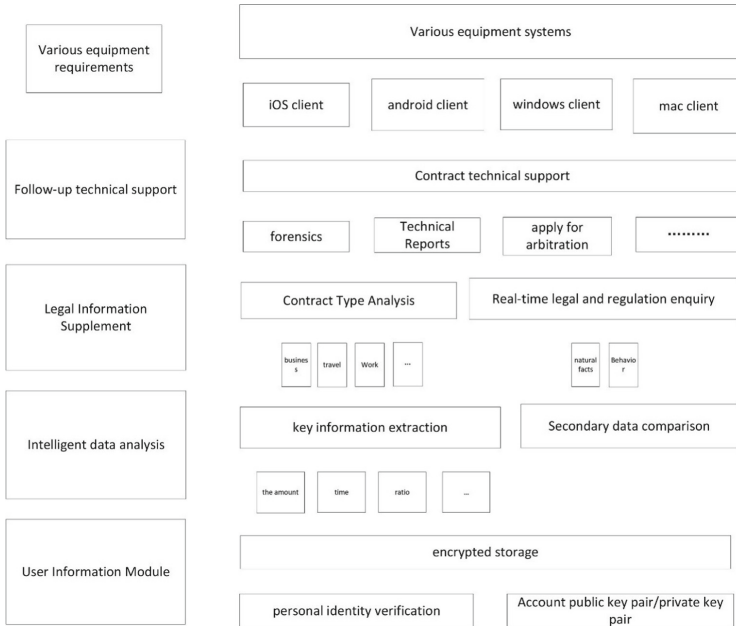 Various equipment
requirements
Various equipment systems
iOS client
android client
windows client
mac client
Follow-up technical support
Contract technical support
forensics
Technical
Reports
apply for
arbitration
.........
Legal Information
Supplement
Contract Type Analysis
Real-time legal and regulation enquiry
busines
s
travel
Work
...
natural
facts
Behavio
r
Intelligent data analysis
key information extraction
Secondary data comparison
the amount
time
ratio
...
User Information Module
encrypted storage
personal identity verification
Account public key pair/private key
pair